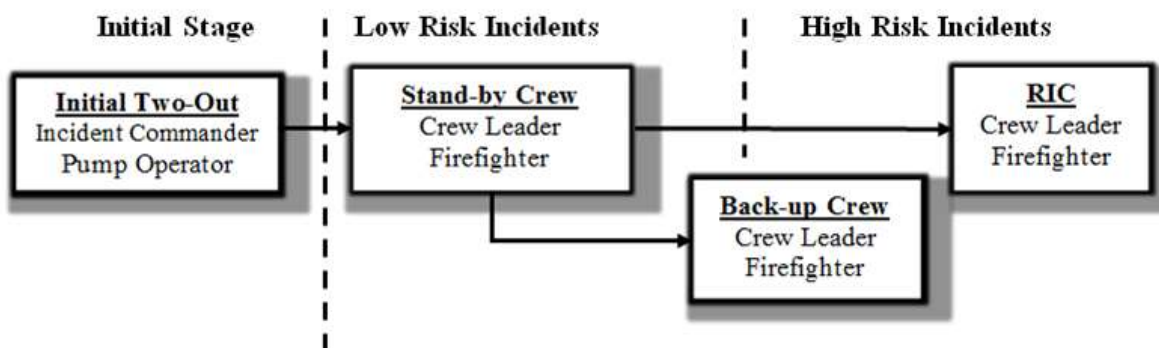 Initial Stage
Low Risk Incidents
High Risk Incidents
Initial Two-Out
Incident Commander
Pump Operator
Stand-by Crew
Crew Leader
Firefighter
RIC
Crew Leader
Firefighter
Back-up Crew
Crew Leader
Firefighter